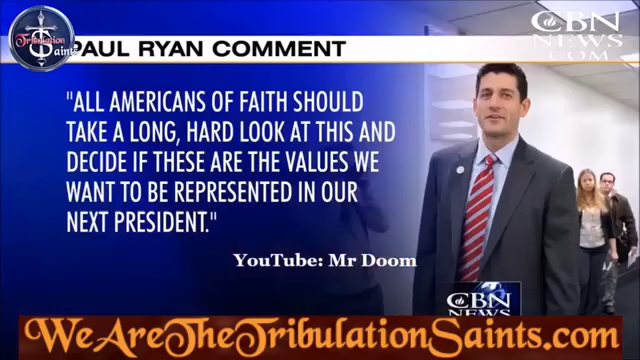 Tribulation
Saints
PAUL RYAN COMMENT
CBN
NEWS
.COM
"ALL AMERICANS OF FAITH SHOULD
TAKE A LONG, HARD LOOK AT THIS AND
DECIDE IF THESE ARE THE VALUES WE
WANT TO BE REPRESENTED IN OUR
NEXT PRESIDENT."
YouTube: Mr Doom
CBN
NEWS
WeAreTheTribulationSaints.com